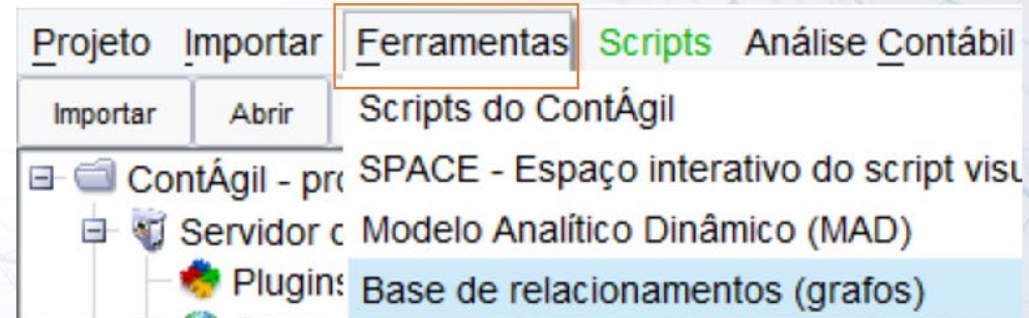 Projeto Importar Ferramentas Scripts Análise Contábil
Importar Abrir
Scripts do ContÁgil
SPACE - Espaço interativo do script
Modelo Analítico Dinâmico (MAD)
Base de relacionamentos (grafos)
ContÁgil -
Servidor
Plugins